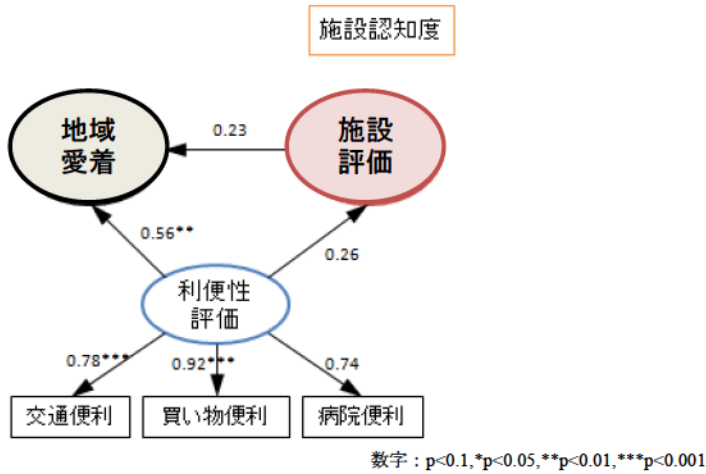 施設認知度
地域
愛着
0.23
施設
評価
0.56**
0.26
利便性
評価
0.78***
0.92***
0.74
交通便利
買い物便利
病院便利
数字：p<0.1,*p<0.05,**p<0.01,***p<0.001